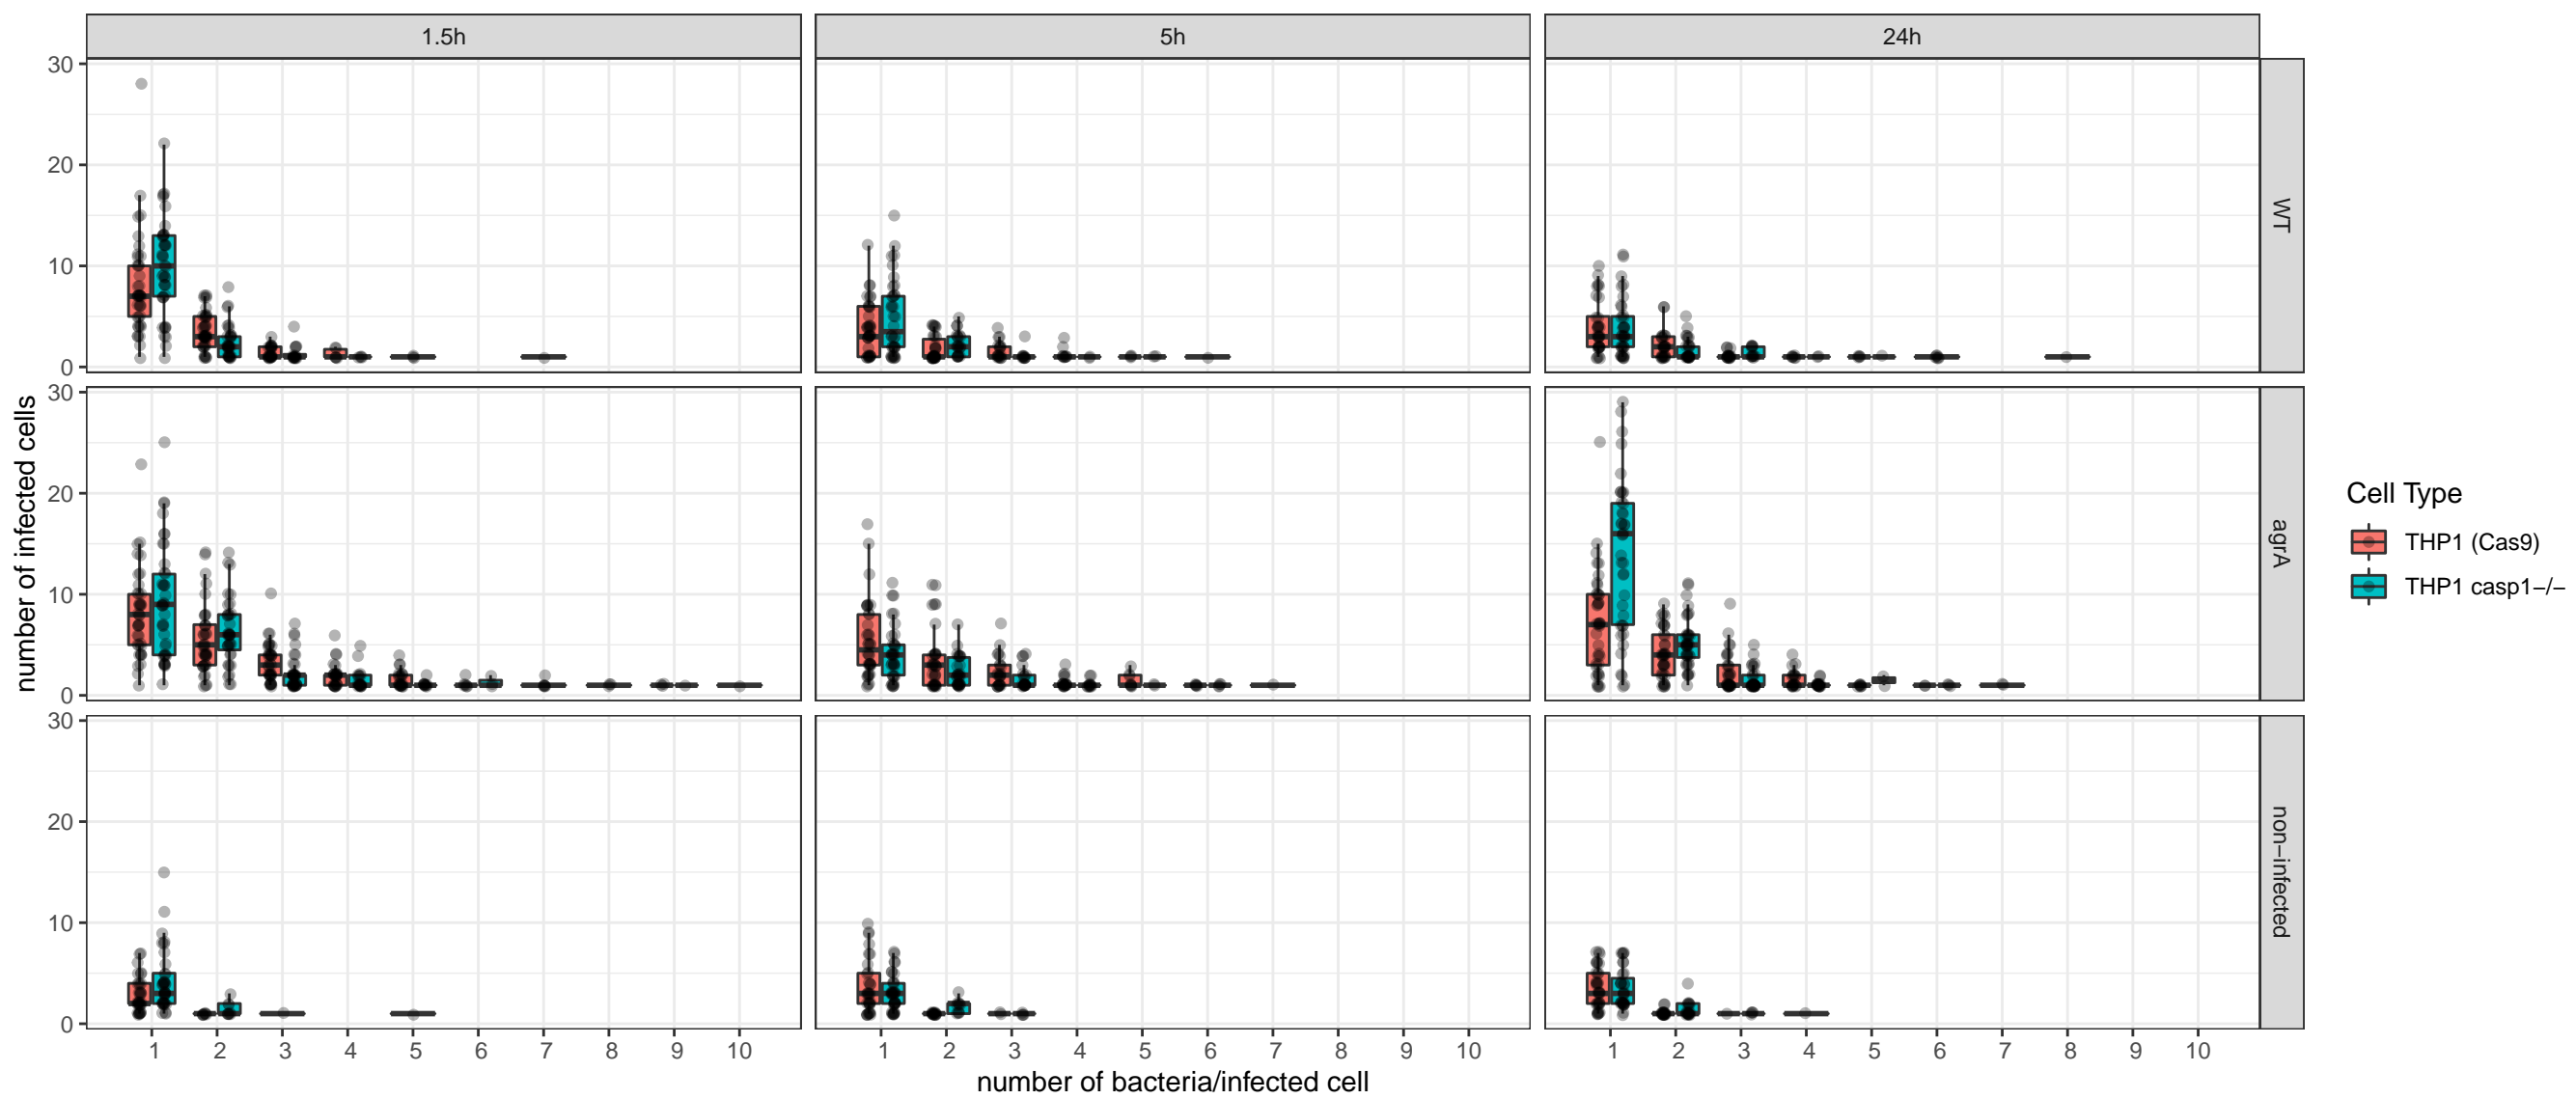 1.5h
5h
24h
30
20
10
0
WT
30
20
10
0
agrA
30
20
10
0
non−infected
1 2 3 4 5 6 7 8 9 10
1 2 3 4 5 6 7 8 9 10
1 2 3 4 5 6 7 8 9 10
number of bacteria/infected cell
number of infected cells
Cell Type
THP1 (Cas9)
THP1 casp1−/−